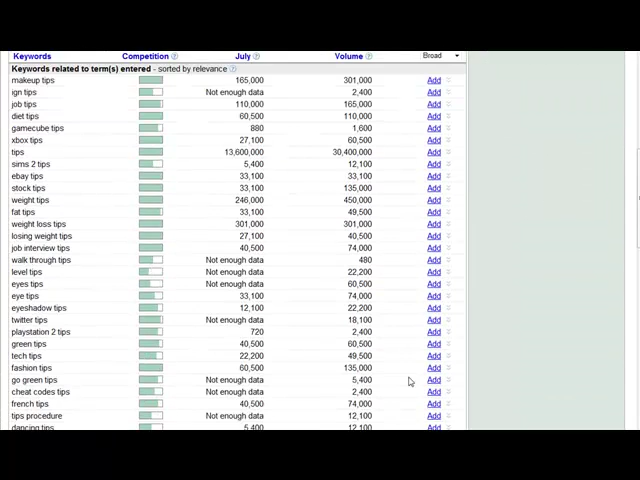 Keywords Competition July Volume Broad
Keywords related to term(s) entered - sorted by relevance
makeup tips 165,000 301,000 Add
ign tips Not enough data 2,400 Add
job tips 110,000 165,000 Add
diet tips 60,500 110,000 Add
gamecube tips 880 1,600 Add
xbox tips 27,100 60,500 Add
tips 13,600,000 30,400,000 Add
sims 2 tips 5,400 12,100 Add
ebay tips 33,100 33,100 Add
stock tips 33,100 135,000 Add
weight tips 246,000 450,000 Add
fat tips 33,100 49,500 Add
weight loss tips 301,000 301,000 Add
losing weight tips 27,100 40,500 Add
job interview tips 40,500 74,000 Add
walk through tips Not enough data 480 Add
level tips Not enough data 22,200 Add
eyes tips Not enough data 60,500 Add
eye tips 33,100 74,000 Add
eyeshadow tips 12,100 22,200 Add
twitter tips Not enough data 18,100 Add
playstation 2 tips 720 2,400 Add
green tips 40,500 60,500 Add
tech tips 22,200 49,500 Add
fashion tips 60,500 135,000 Add
go green tips Not enough data 5,400 Add
cheat codes tips Not enough data 2,400 Add
french tips 40,500 74,000 Add
tips procedure Not enough data 12,100 Add
dancing tips 5,400 12,100 Add